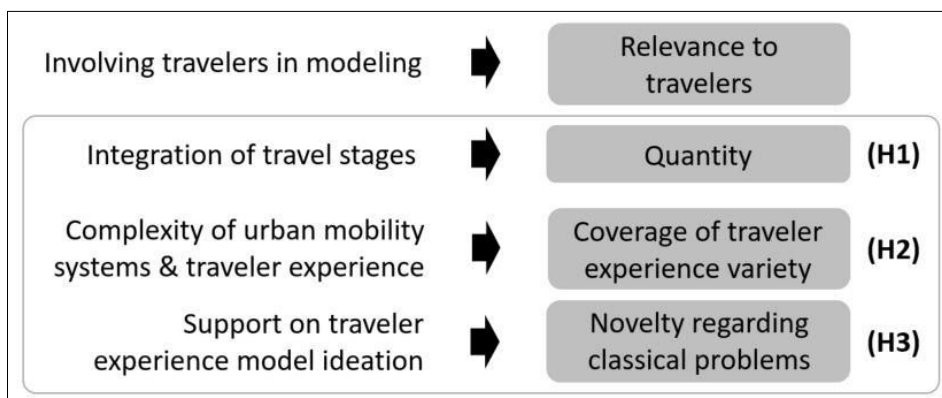 Involving travelers in modeling
Relevance to
travelers
Integration of travel stages
Quantity
(H1)
Complexity of urban mobility
systems & traveler experience
Coverage of traveler
experience variety
(H2)
Support on traveler
experience model ideation
Novelty regarding
classical problems
(H3)